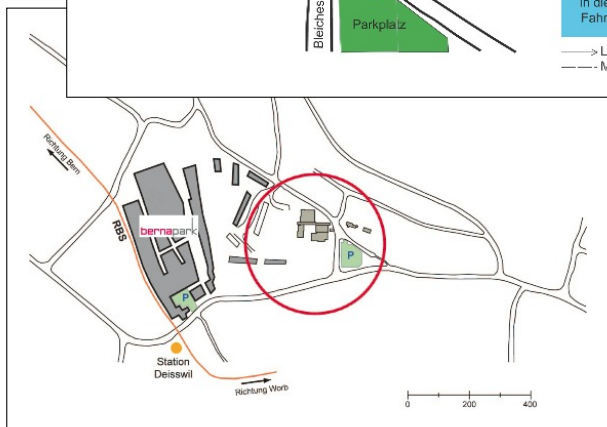 in die
Fahr
Parkplatz
Bleiches
L
M
Richtung Bern
RBS
bernapark
P
P
Station
Deisswil
Richtung Worb
0 200 400